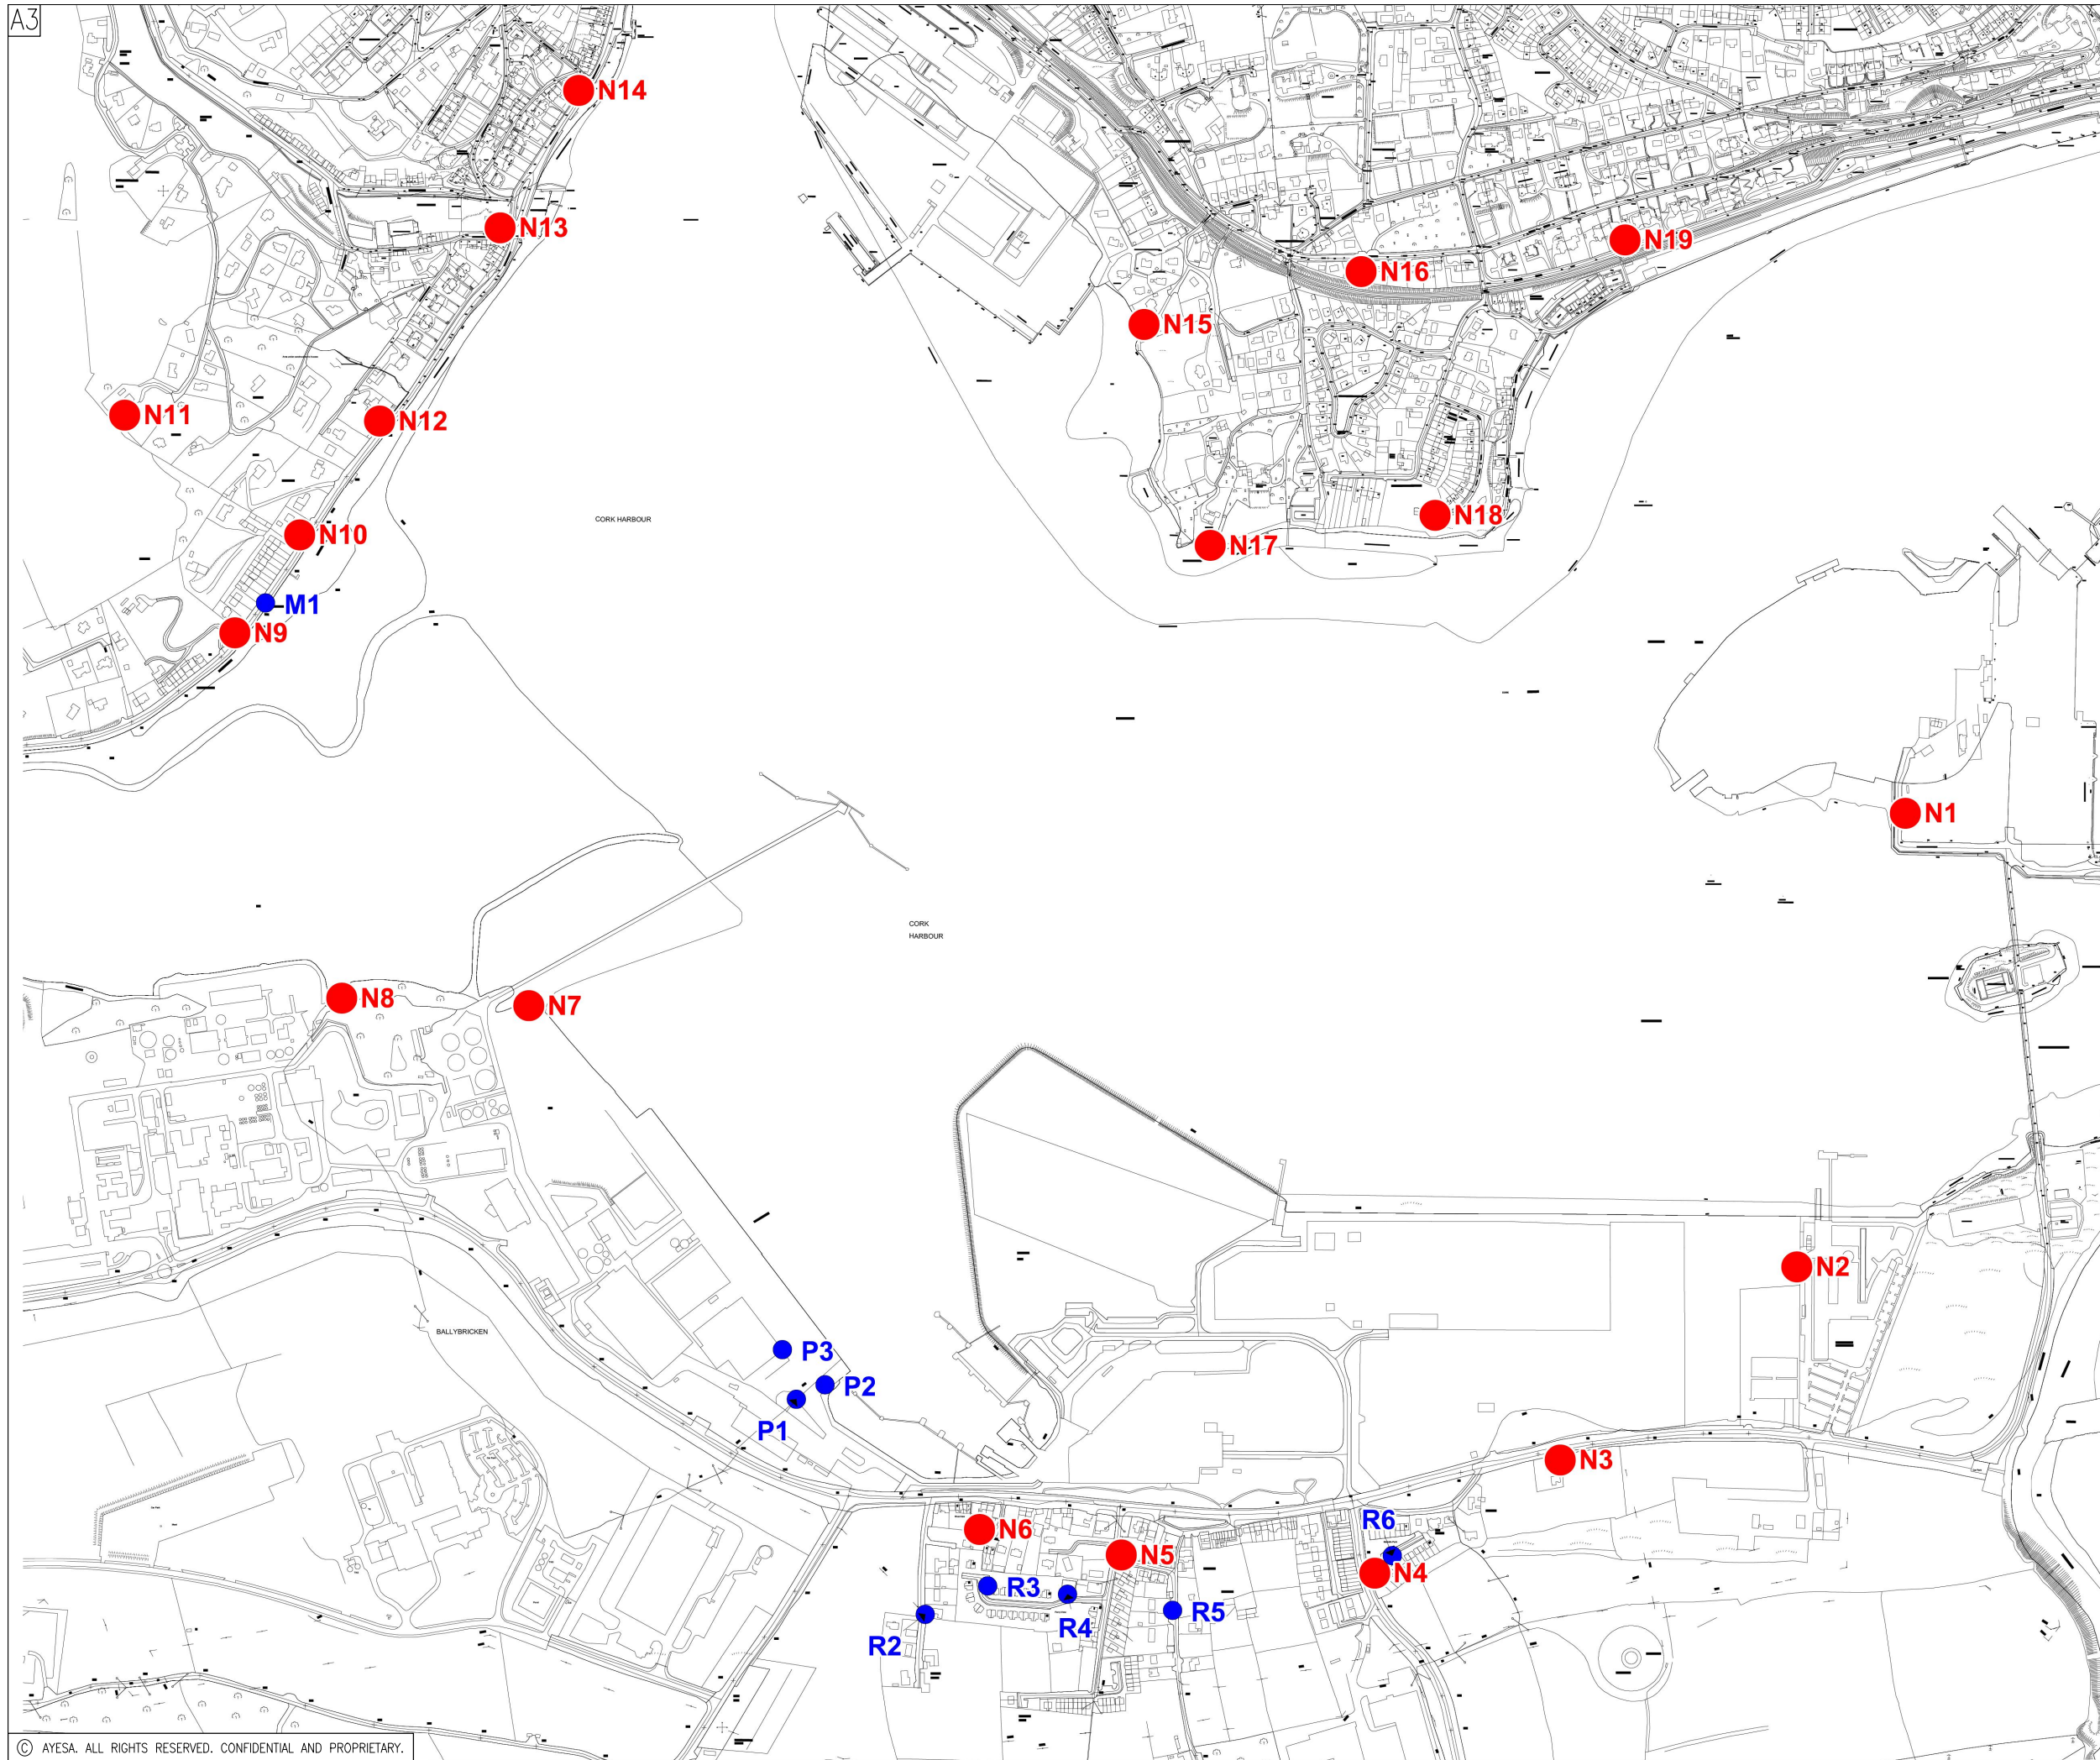 A3
N14
N13
N19
N16
N15
N11
N12
CORK HARBOUR
N18
N10
N17
M1
N9
N1
CORK
HARBOUR
N8
N7
N2
BALLYBRICKEN
P3
P2
P1
N3
R6
N6
N5
N4
R3
R5
R4
R2
© AYESA. ALL RIGHTS RESERVED. CONFIDENTIAL AND PROPRIETARY.